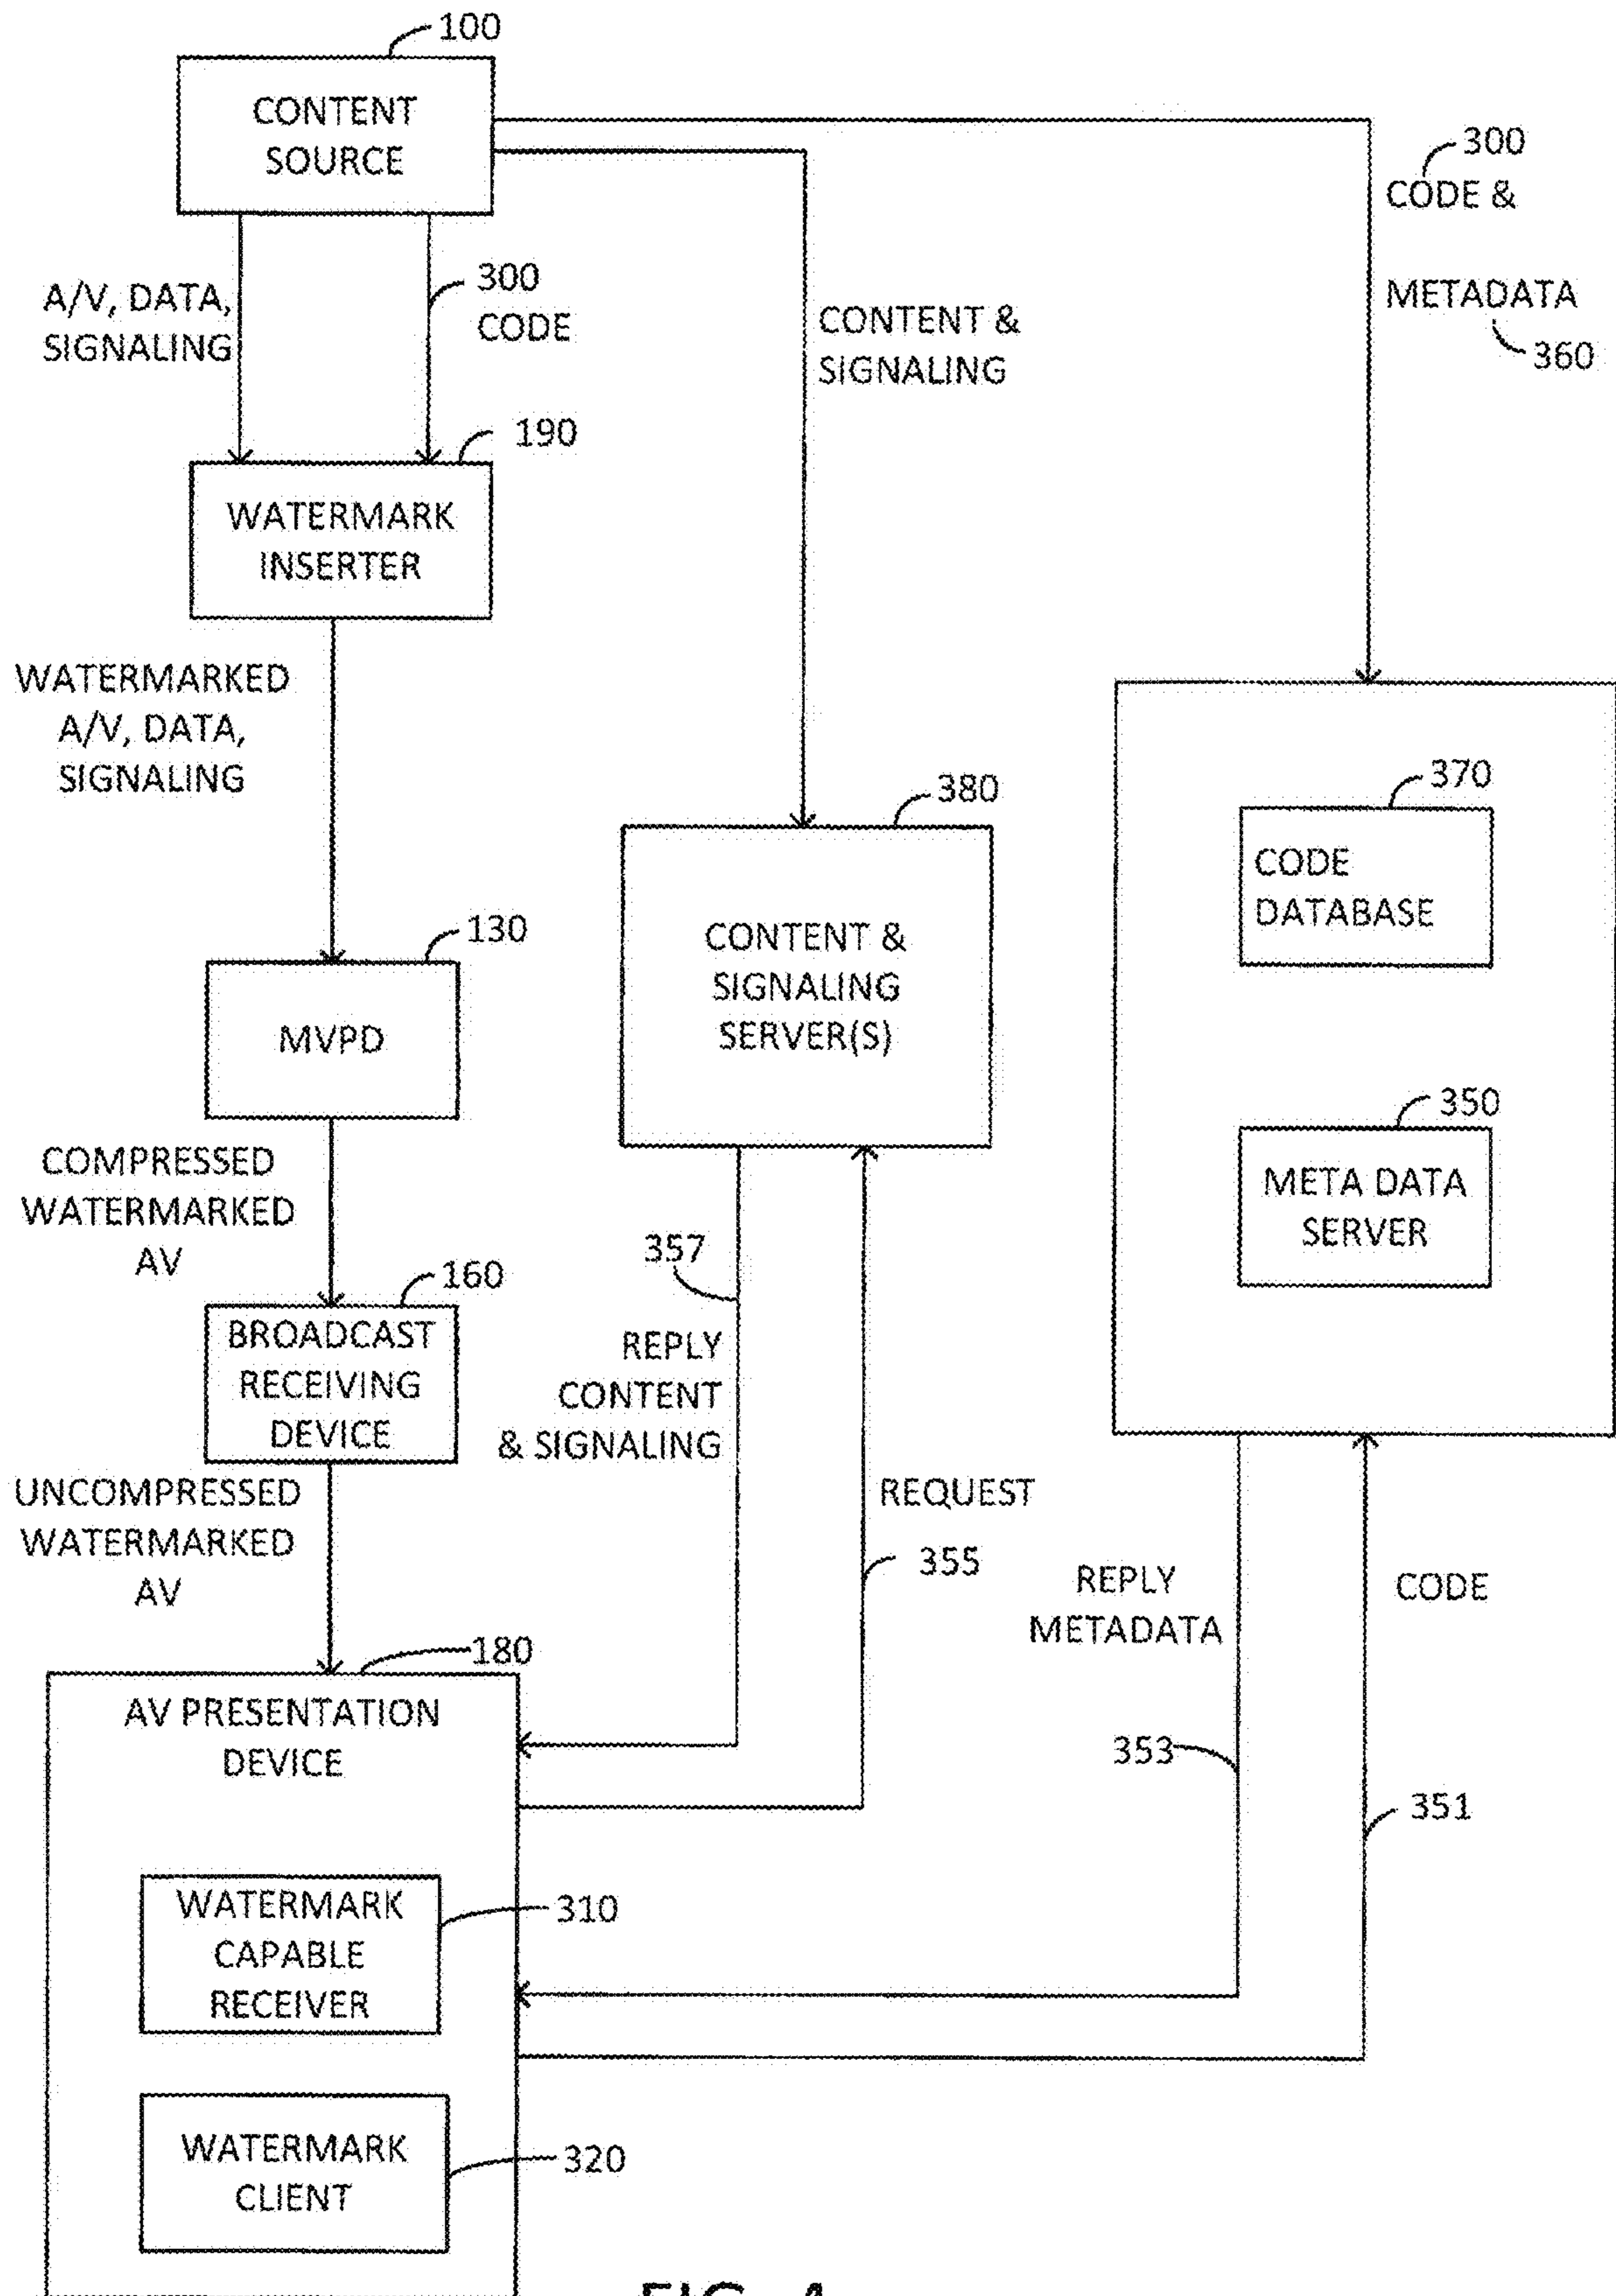 100
CONTENT
SOURCE
300
CODE &
METADATA
360
A/V, DATA,
SIGNALING
300
CODE
CONTENT &
SIGNALING
190
WATERMARK
INSERTER
WATERMARKED
A/V, DATA,
SIGNALING
370
CODE
DATABASE
380
CONTENT &
SIGNALING
SERVER(S)
130
MVPD
350
META DATA
SERVER
COMPRESSED
WATERMARKED
AV
160
BROADCAST
RECEIVING
DEVICE
357
REPLY
CONTENT
& SIGNALING
REQUEST
355
UNCOMPRESSED
WATERMARKED
AV
REPLY
METADATA
CODE
180
AV PRESENTATION
DEVICE
353
351
WATERMARK
CAPABLE
RECEIVER
310
WATERMARK
CLIENT
320
FIG. 4